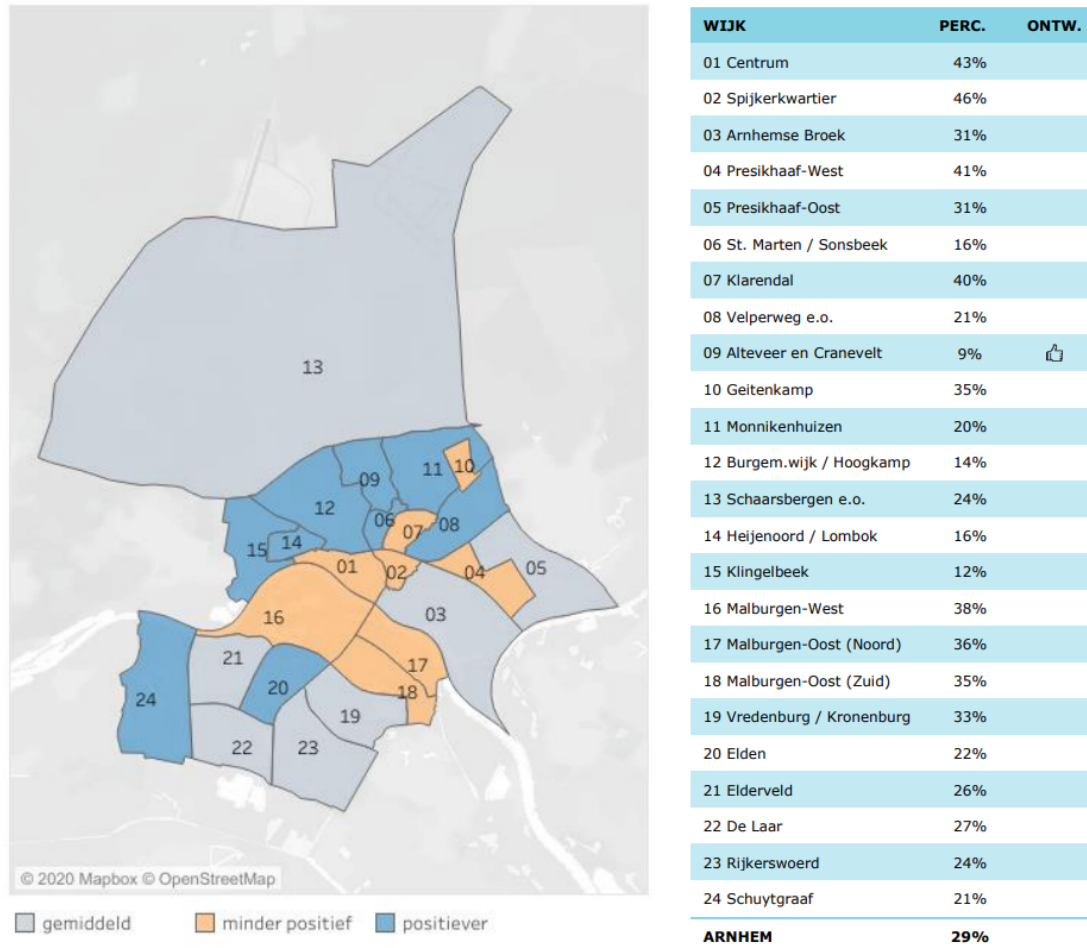 13
10
11
09
12
06
07
08
14
15
04
05
01
02
03
16
21
17
20
18
24
19
22
23
© 2020 Mapbox © OpenStreetMap
gemiddeld minder positief positiever
WIJK PERC. ONTW.
01 Centrum 43%
02 Spijkerkwartier 46%
03 Arnhemse Broek 31%
04 Presikhaaf-West 41%
05 Presikhaaf-Oost 31%
06 St. Marten / Sonsbeek 16%
07 Klarendal 40%
08 Velperweg e.o. 21%
09 Alteveer en Cranevelt 9%
10 Geitenkamp 35%
11 Monnikenhuizen 20%
12 Burgem.wijk / Hoogkamp 14%
13 Schaarsbergen e.o. 24%
14 Heijenoord / Lombok 16%
15 Klingelbeek 12%
16 Malburgen-West 38%
17 Malburgen-Oost (Noord) 36%
18 Malburgen-Oost (Zuid) 35%
19 Vredenburg / Kronenburg 33%
20 Elden 22%
21 Elderveld 26%
22 De Laar 27%
23 Rijkerswoerd 24%
24 Schuytgraaf 21%
ARNHEM 29%